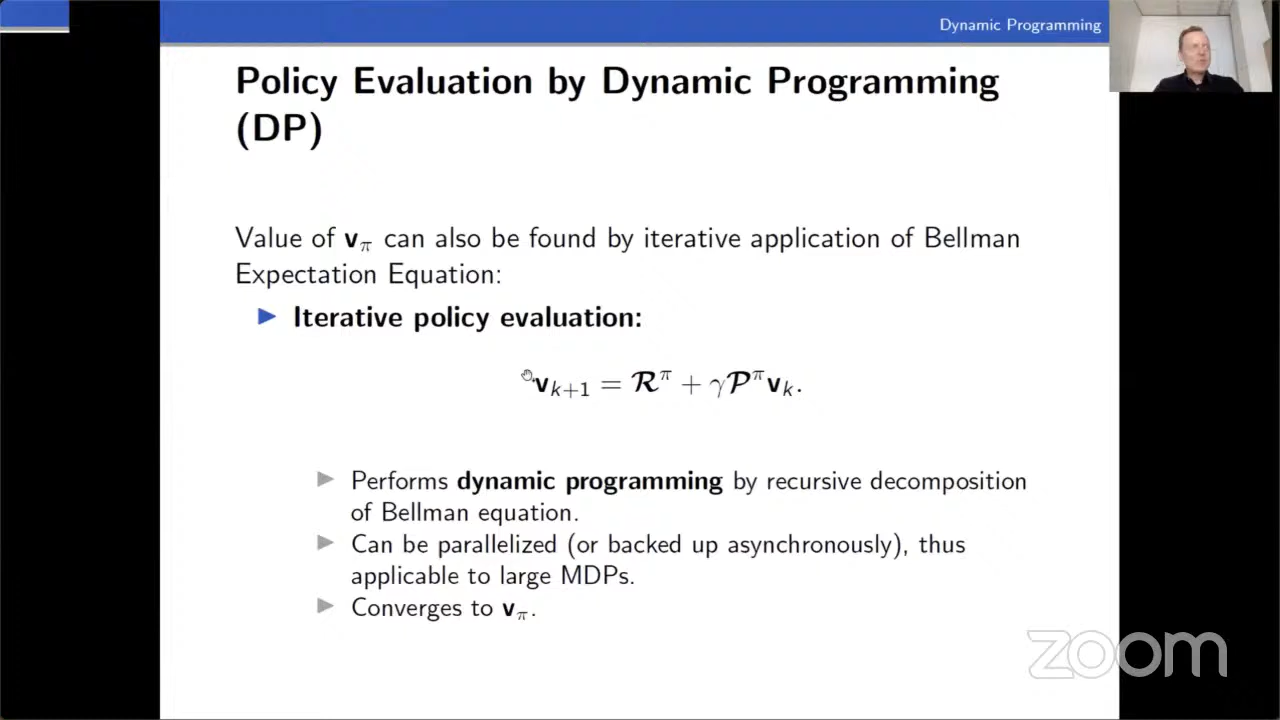 Dynamic Programming
Policy Evaluation by Dynamic Programming
(DP)
Value of v_π can also be found by iterative application of Bellman
Expectation Equation:
▶ Iterative policy evaluation:
v_{k+1} = 𝓡^π + γ𝓟^π v_k.
▶ Performs dynamic programming by recursive decomposition
of Bellman equation.
▶ Can be parallelized (or backed up asynchronously), thus
applicable to large MDPs.
▶ Converges to v_π.
zoom